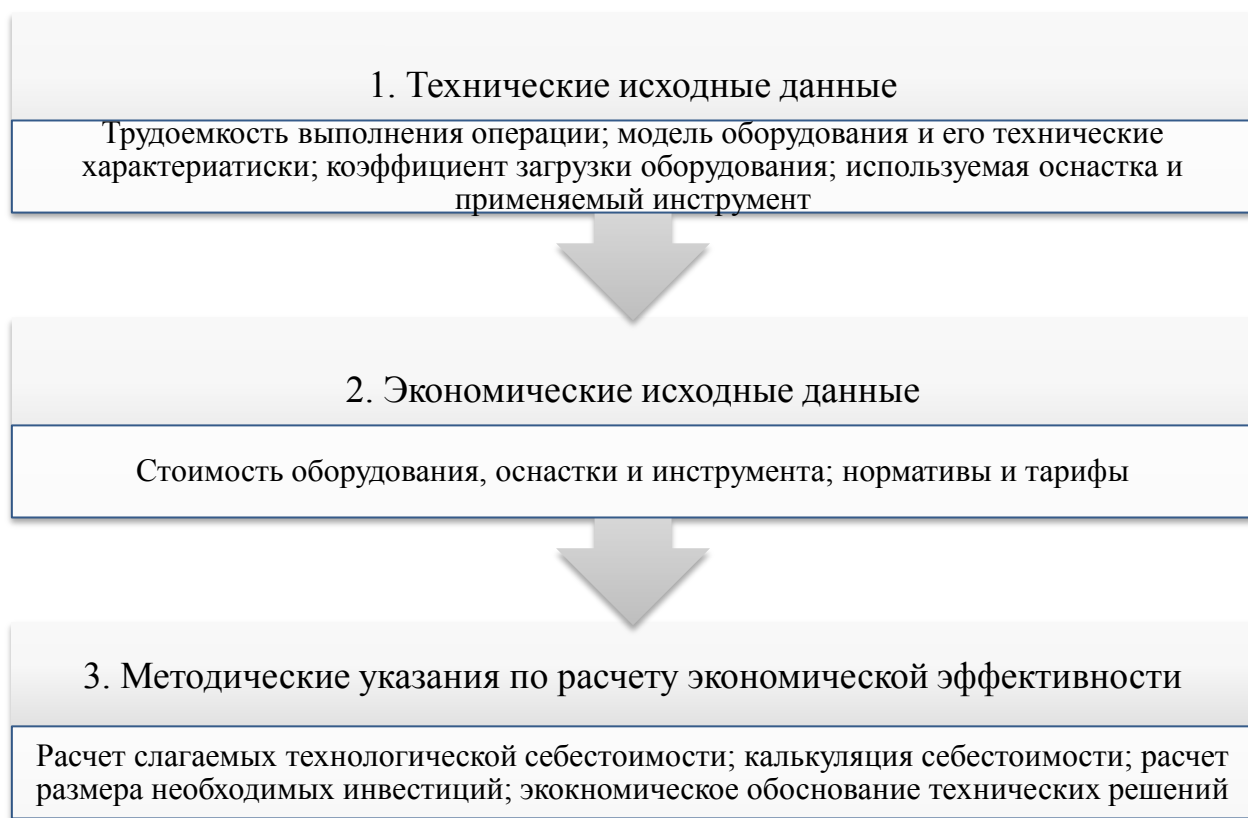 1. Технические исходные данные
Трудоемкость выполнения операции; модель оборудования и его технические
характериатиски; коэффициент загрузки оборудования; используемая оснастка и
применяемый инструмент
2. Экономические исходные данные
Стоимость оборудования, оснастки и инструмента; нормативы и тарифы
3. Методические указания по расчету экономической эффективности
Расчет слагаемых технологической себестоимости; калькуляция себестоимости; расчет
размера необходимых инвестиций; экокномическое обоснование технических решений